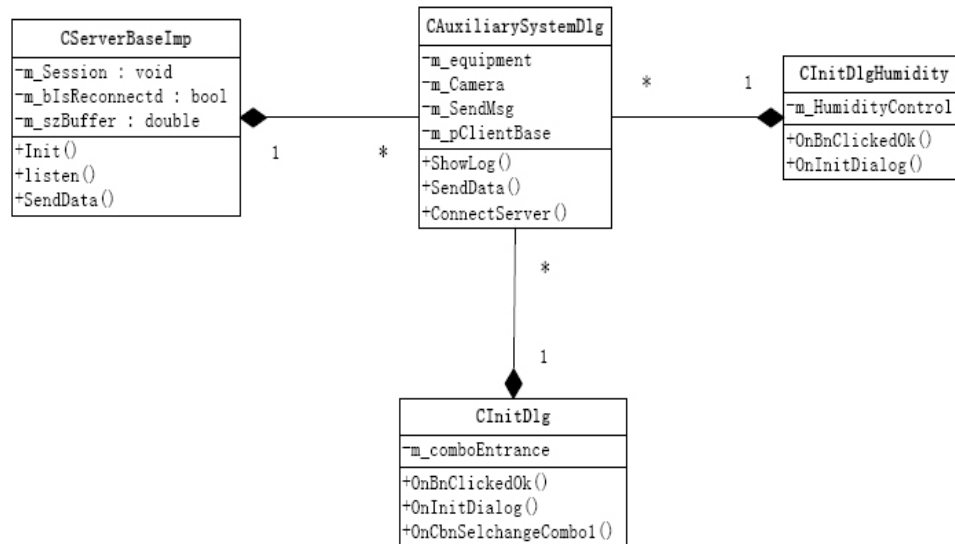 CServerBaseImp
-m_Session : void
-m_bIsReconnectd : bool
-m_szBuffer : double
+Init()
+listen()
+SendData()
1
*
CAuxiliarySystemDlg
-m_equipment
-m_Camera
-m_SendMsg
-m_pClientBase
+ShowLog()
+SendData()
+ConnectServer()
*
1
CInitDlgHumidity
-m_HumidityControl
+OnBnClickedOk()
+OnInitDialog()
*
1
CInitDlg
-m_comboEntrance
+OnBnClickedOk()
+OnInitDialog()
+OnCbnSelchangeCombo1()